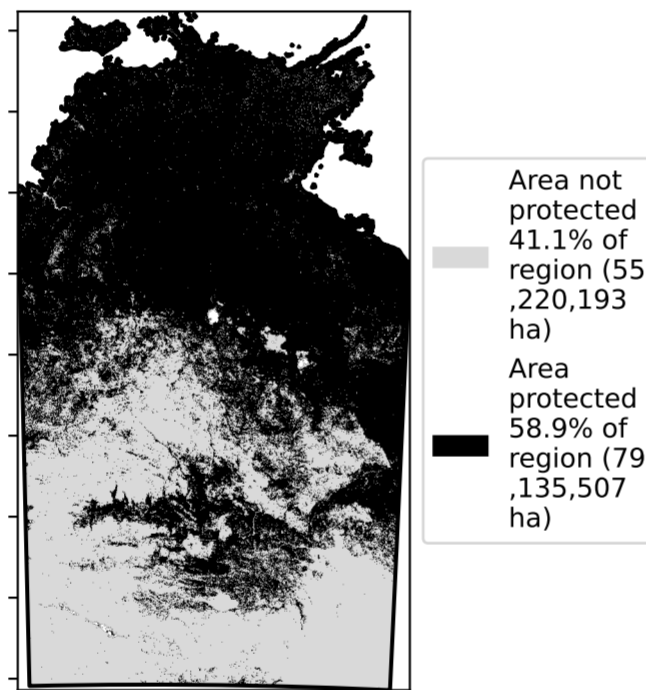 Area not
protected
41.1% of
region (55
,220,193
ha)
Area
protected
58.9% of
region (79
,135,507
ha)